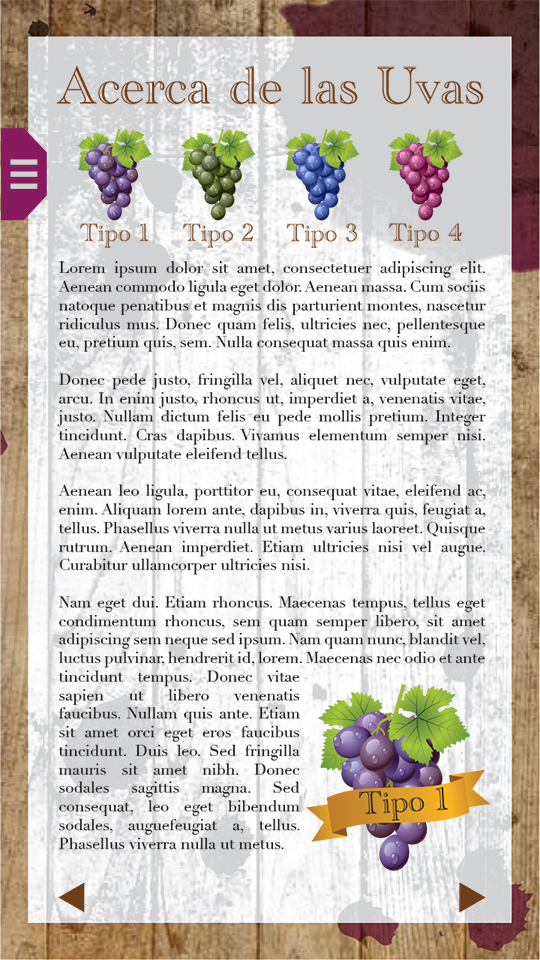 Acerca de las Uvas
Tipo 1 Tipo 2 Tipo 3 Tipo 4
Lorem ipsum dolor sit amet, consectetuer adipiscing elit.
Aenean commodo ligula eget dolor. Aenean massa. Cum sociis
natoque penatibus et magnis dis parturient montes, nascetur
ridiculus mus. Donec quam felis, ultricies nec, pellentesque
eu, pretium quis, sem. Nulla consequat massa quis enim.
Donec pede justo, fringilla vel, aliquet nec, vulputate eget,
arcu. In enim justo, rhoncus ut, imperdiet a, venenatis vitae,
justo. Nullam dictum felis eu pede mollis pretium. Integer
tincidunt. Cras dapibus. Vivamus elementum semper nisi.
Aenean vulputate eleifend tellus.
Aenean leo ligula, porttitor eu, consequat vitae, eleifend ac,
enim. Aliquam lorem ante, dapibus in, viverra quis, feugiat a,
tellus. Phasellus viverra nulla ut metus varius laoreet. Quisque
rutrum. Aenean imperdiet. Etiam ultricies nisi vel augue.
Curabitur ullamcorper ultricies nisi.
Nam eget dui. Etiam rhoncus. Maecenas tempus, tellus eget
condimentum rhoncus, sem quam semper libero, sit amet
adipiscing sem neque sed ipsum. Nam quam nunc, blandit vel,
luctus pulvinar, hendrerit id, lorem. Maecenas nec odio et ante
tincidunt tempus. Donec vitae
sapien ut libero venenatis
faucibus. Nullam quis ante. Etiam
sit amet orci eget eros faucibus
tincidunt. Duis leo. Sed fringilla
mauris sit amet nibh. Donec
sodales sagittis magna. Sed
consequat, leo eget bibendum
sodales, auguefeugiat a, tellus.
Phasellus viverra nulla ut metus.
Tipo 1